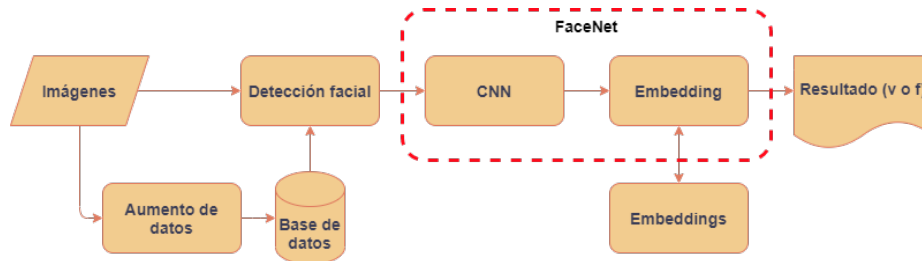 FaceNet
Imágenes
Detección facial
CNN
Embedding
Resultado (v o f)
Aumento de
datos
Base de
datos
Embeddings